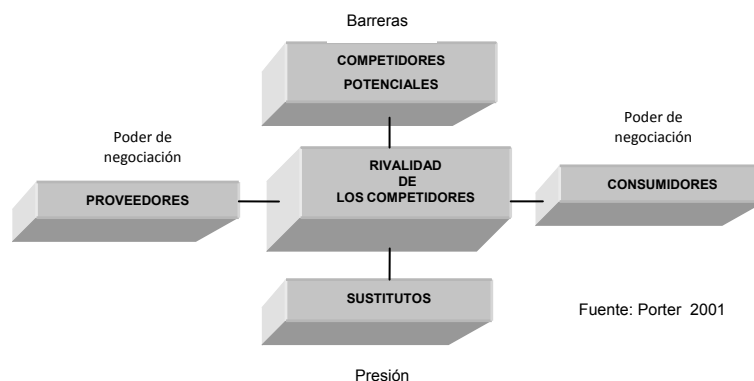 Barreras
COMPETIDORES
POTENCIALES
Poder de
negociación
Poder de
negociación
RIVALIDAD
DE
LOS COMPETIDORES
PROVEEDORES
CONSUMIDORES
SUSTITUTOS
Fuente: Porter 2001
Presión